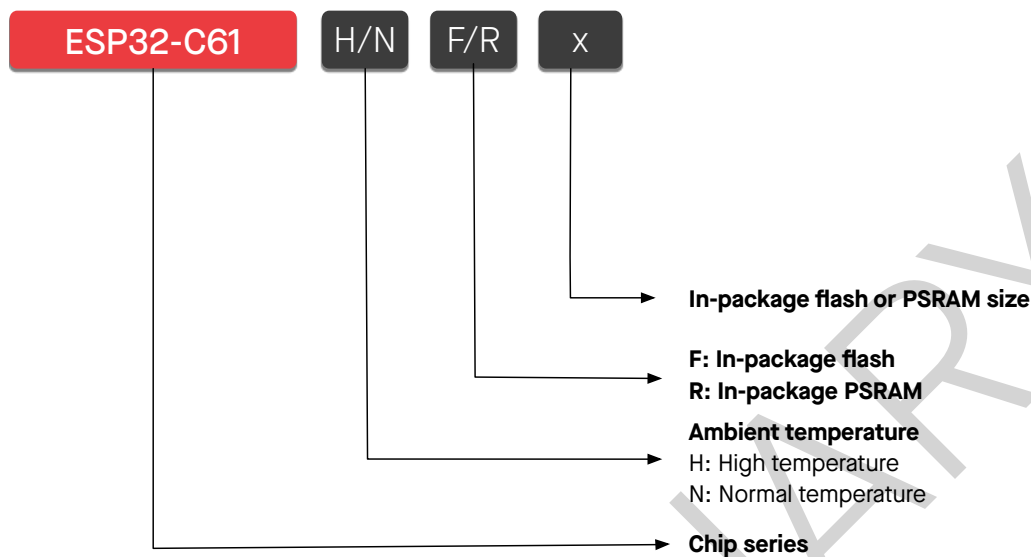 ESP32-C61 H/N F/R x
In-package flash or PSRAM size
F: In-package flash
R: In-package PSRAM
Ambient temperature
H: High temperature
N: Normal temperature
Chip series